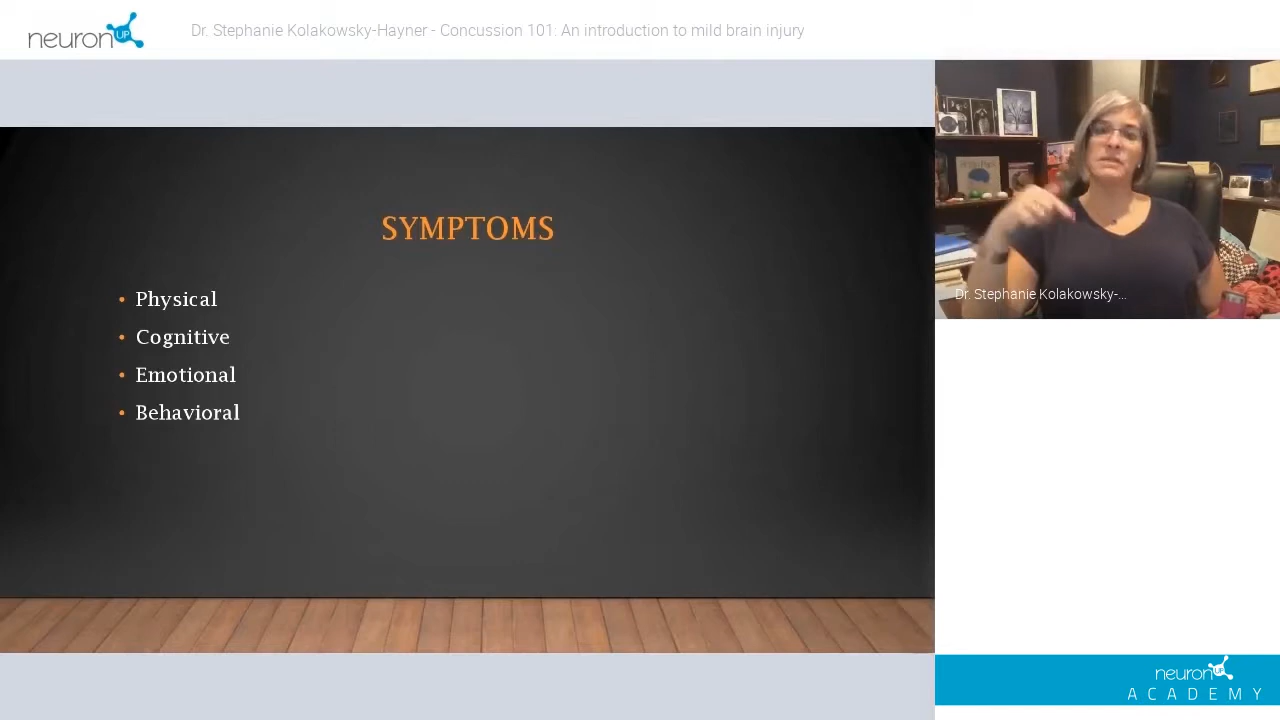 neuronUP
Dr. Stephanie Kolakowsky-Hayner - Concussion 101: An introduction to mild brain injury
SYMPTOMS
• Physical
• Cognitive
• Emotional
• Behavioral
Dr. Stephanie Kolakowsky-...
neuronUP
ACADEMY